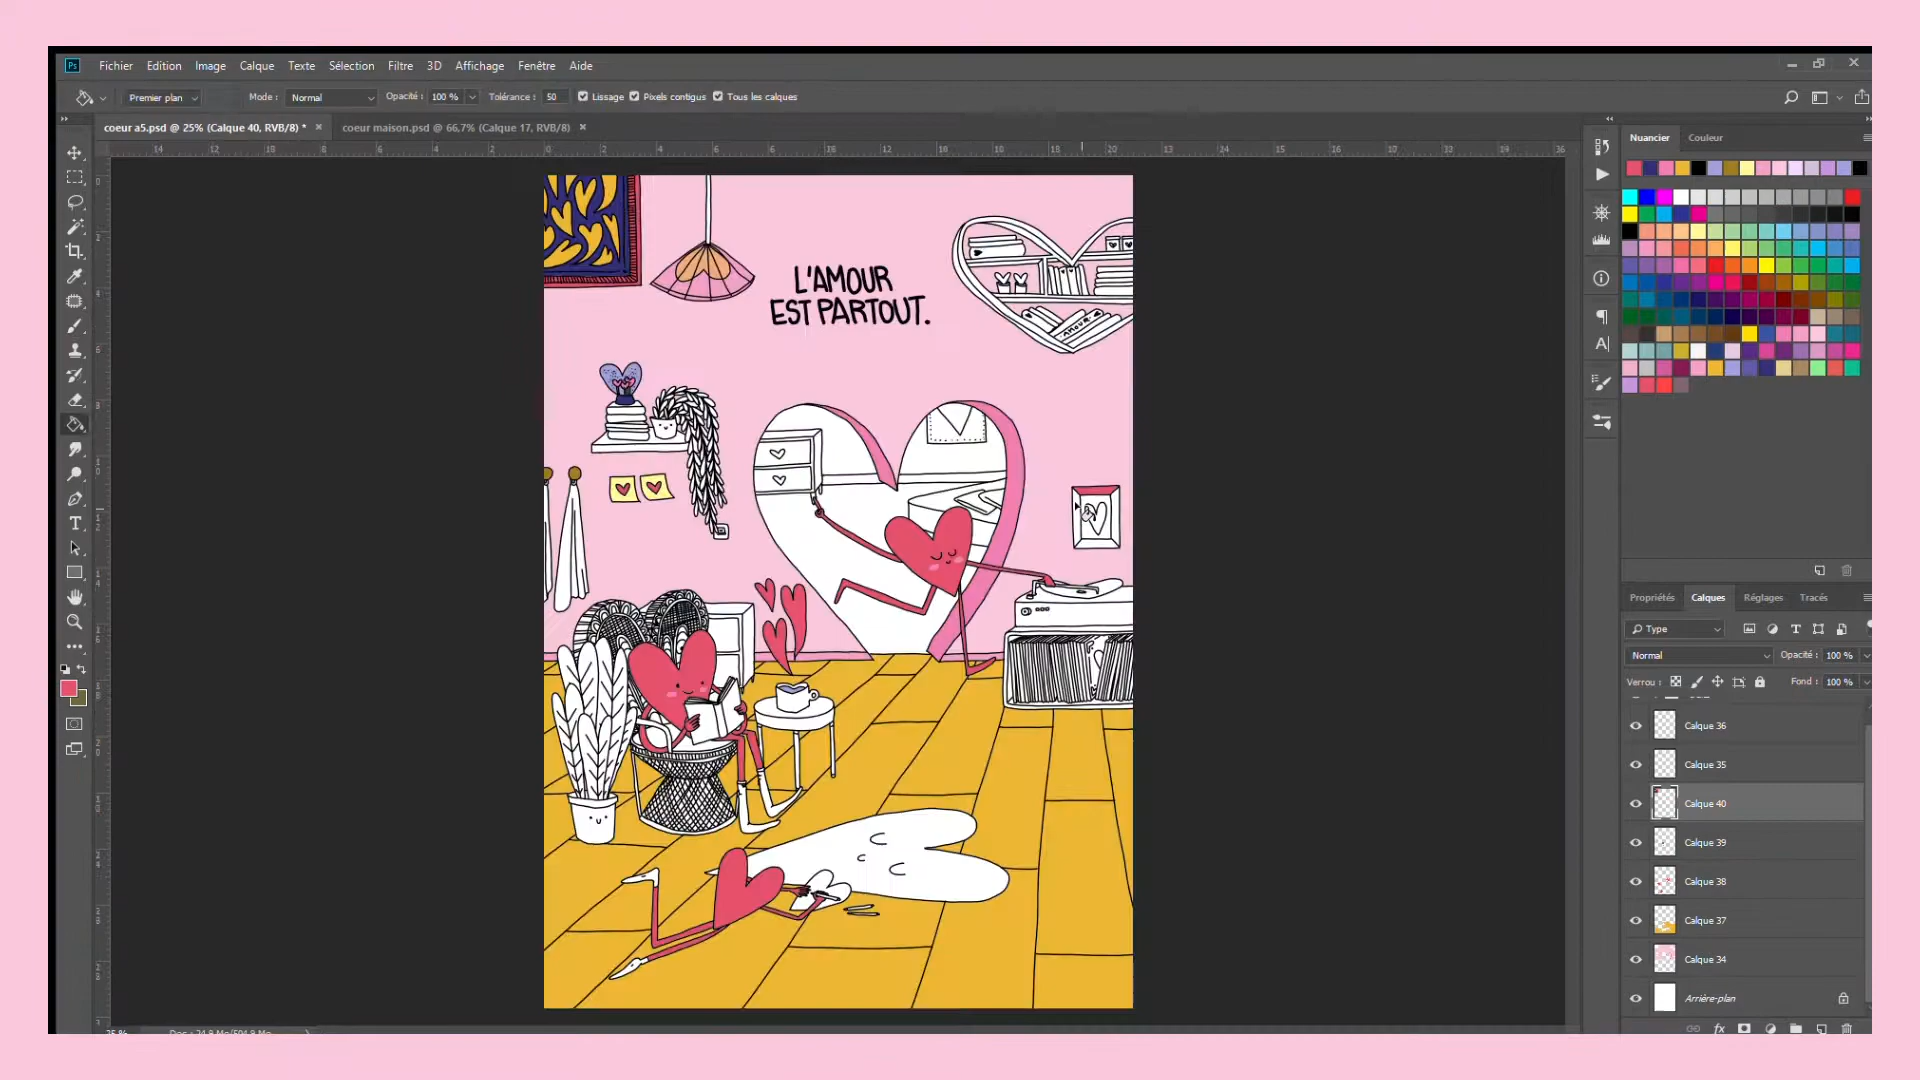 Ps Fichier Edition Image Calque Texte Sélection Filtre 3D Affichage Fenêtre Aide
Premier plan Mode : Normal Opacité : 100 % Tolérance : 50 Lissage Pixels contigus Tous les calques
coeur a5.psd @ 25% (Calque 40, RVB/8) * × coeur maison.psd @ 66,7% (Calque 17, RVB/8) ×
Nuancier Couleur
L'AMOUR
EST PARTOUT.
AMOUR
Propriétés Calques Réglages Tracés
Type
Normal Opacité : 100 %
Verrou : Fond : 100 %
Calque 36
Calque 35
Calque 40
Calque 39
Calque 38
Calque 37
Calque 34
Arrière-plan
fx